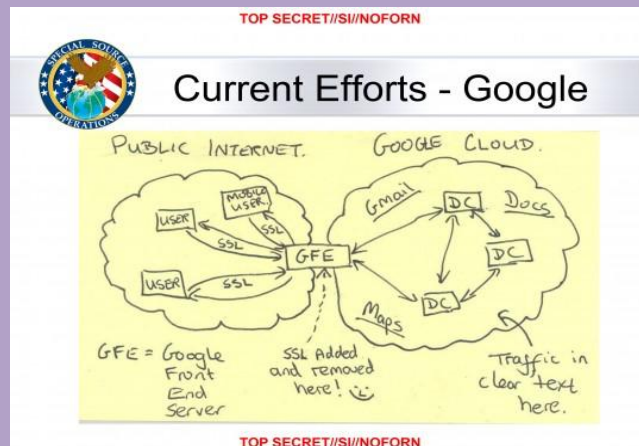 TOP SECRET//SI//NOFORN
SPECIAL SOURCE
OPERATIONS
Current Efforts - Google
PUBLIC INTERNET.
GOOGLE CLOUD.
MOBILE
USER.
USER
SSL
SSL
USER
SSL
GFE
Gmail
DC
Docs
DC
Maps
DC
GFE = Google
Front
End
Server
SSL Added
and removed
here!
Traffic in
clear text
here.
TOP SECRET//SI//NOFORN